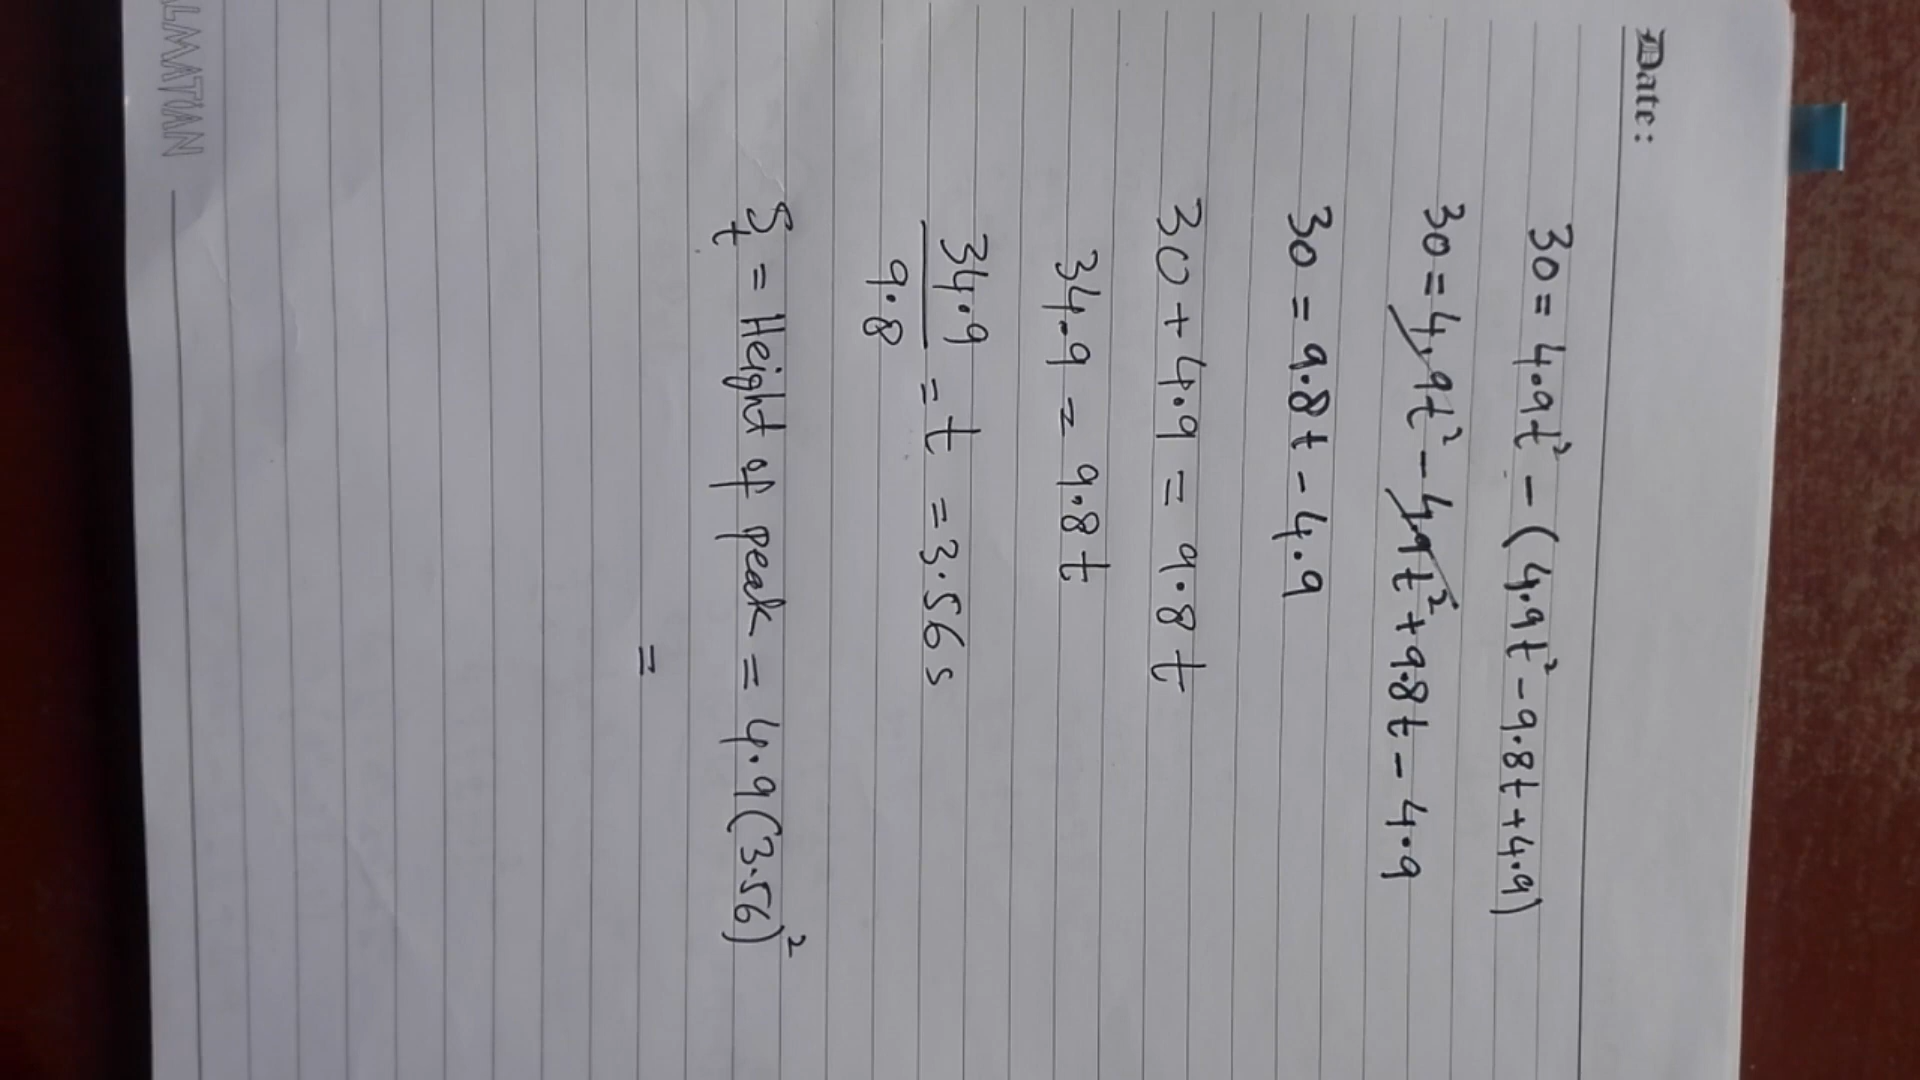 Date:
30 = 4.9t² - (4.9t² - 9.8t + 4.9)
30 = 4.9t² - 4.9t² + 9.8t - 4.9
30 = 9.8t - 4.9
30 + 4.9 = 9.8t
34.9 = 9.8t
34.9/9.8 = t = 3.56 s
S_t = Height of peak = 4.9(3.56)²
=